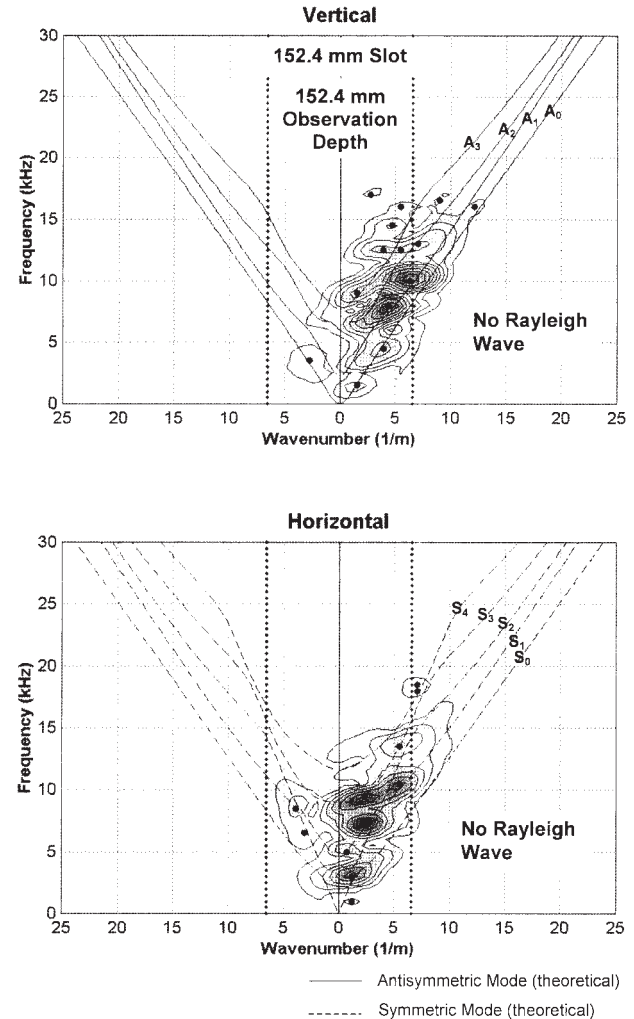 Vertical
30
25
20
15
10
5
0
Frequency (kHz)
152.4 mm Slot
152.4 mm
Observation
Depth
A3
A2
A1
A0
No Rayleigh
Wave
25
20
15
10
5
0
5
10
15
20
25
Wavenumber (1/m)
Horizontal
30
25
20
15
10
5
0
Frequency (kHz)
S4
S3
S2
S1
S0
No Rayleigh
Wave
25
20
15
10
5
0
5
10
15
20
25
Wavenumber (1/m)
Antisymmetric Mode (theoretical)
Symmetric Mode (theoretical)